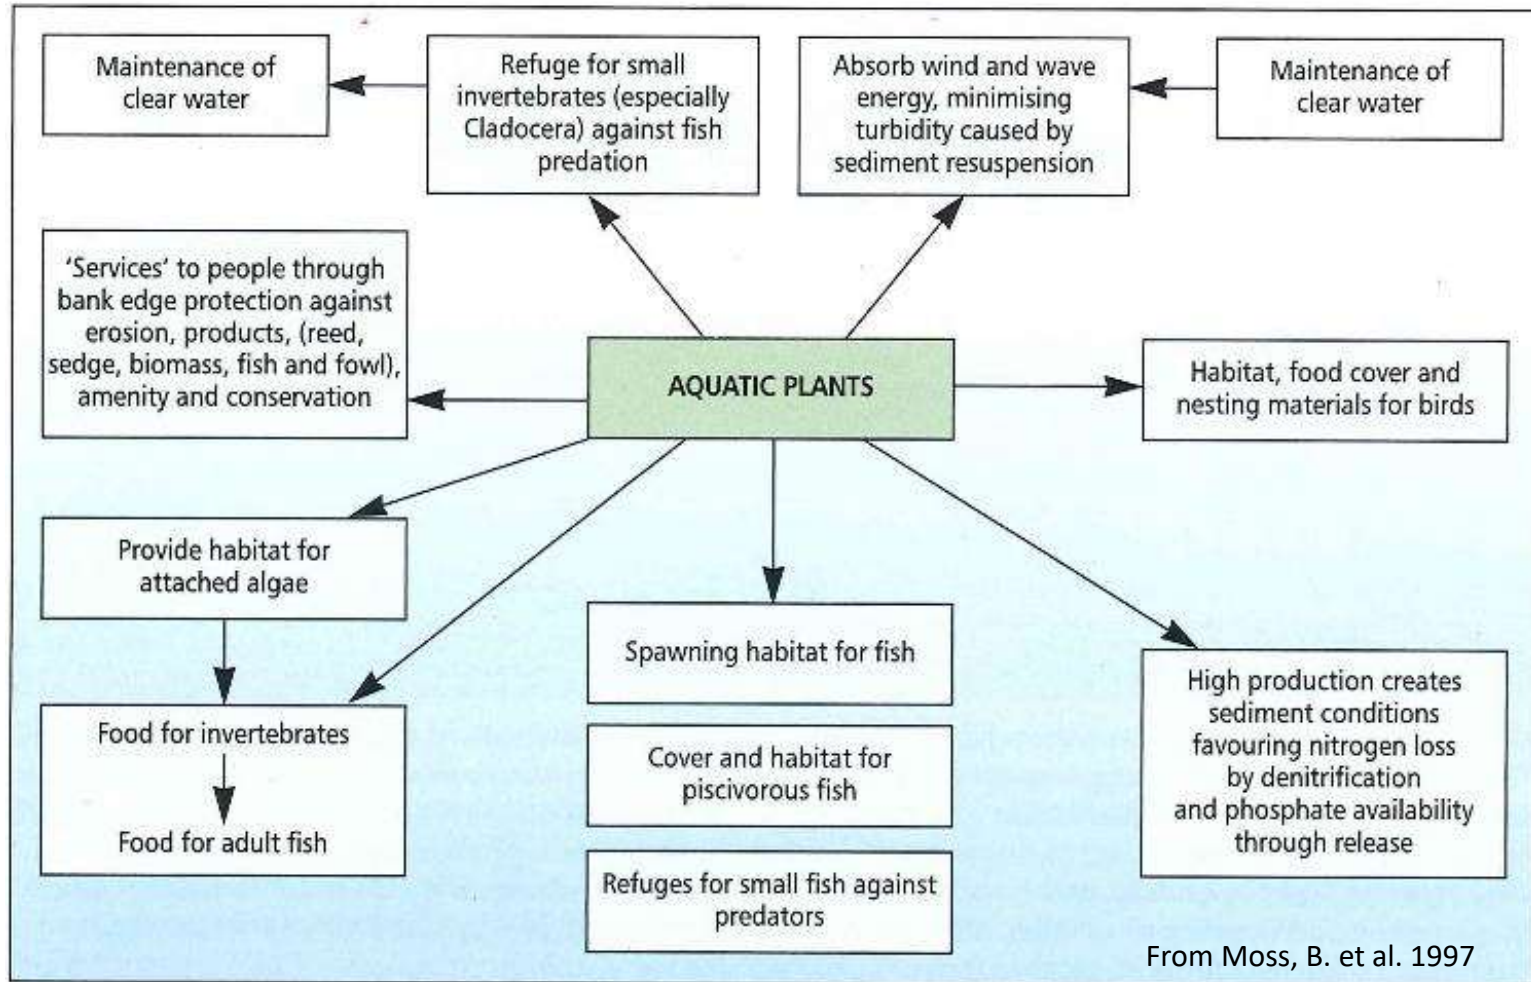 Maintenance of
clear water
Refuge for small
invertebrates (especially
Cladocera) against fish
predation
Absorb wind and wave
energy, minimising
turbidity caused by
sediment resuspension
Maintenance of
clear water
'Services' to people through
bank edge protection against
erosion, products, (reed,
sedge, biomass, fish and fowl),
amenity and conservation
AQUATIC PLANTS
Habitat, food cover and
nesting materials for birds
Provide habitat for
attached algae
Food for invertebrates
Food for adult fish
Spawning habitat for fish
Cover and habitat for
piscivorous fish
Refuges for small fish against
predators
High production creates
sediment conditions
favouring nitrogen loss
by denitrification
and phosphate availability
through release
From Moss, B. et al. 1997